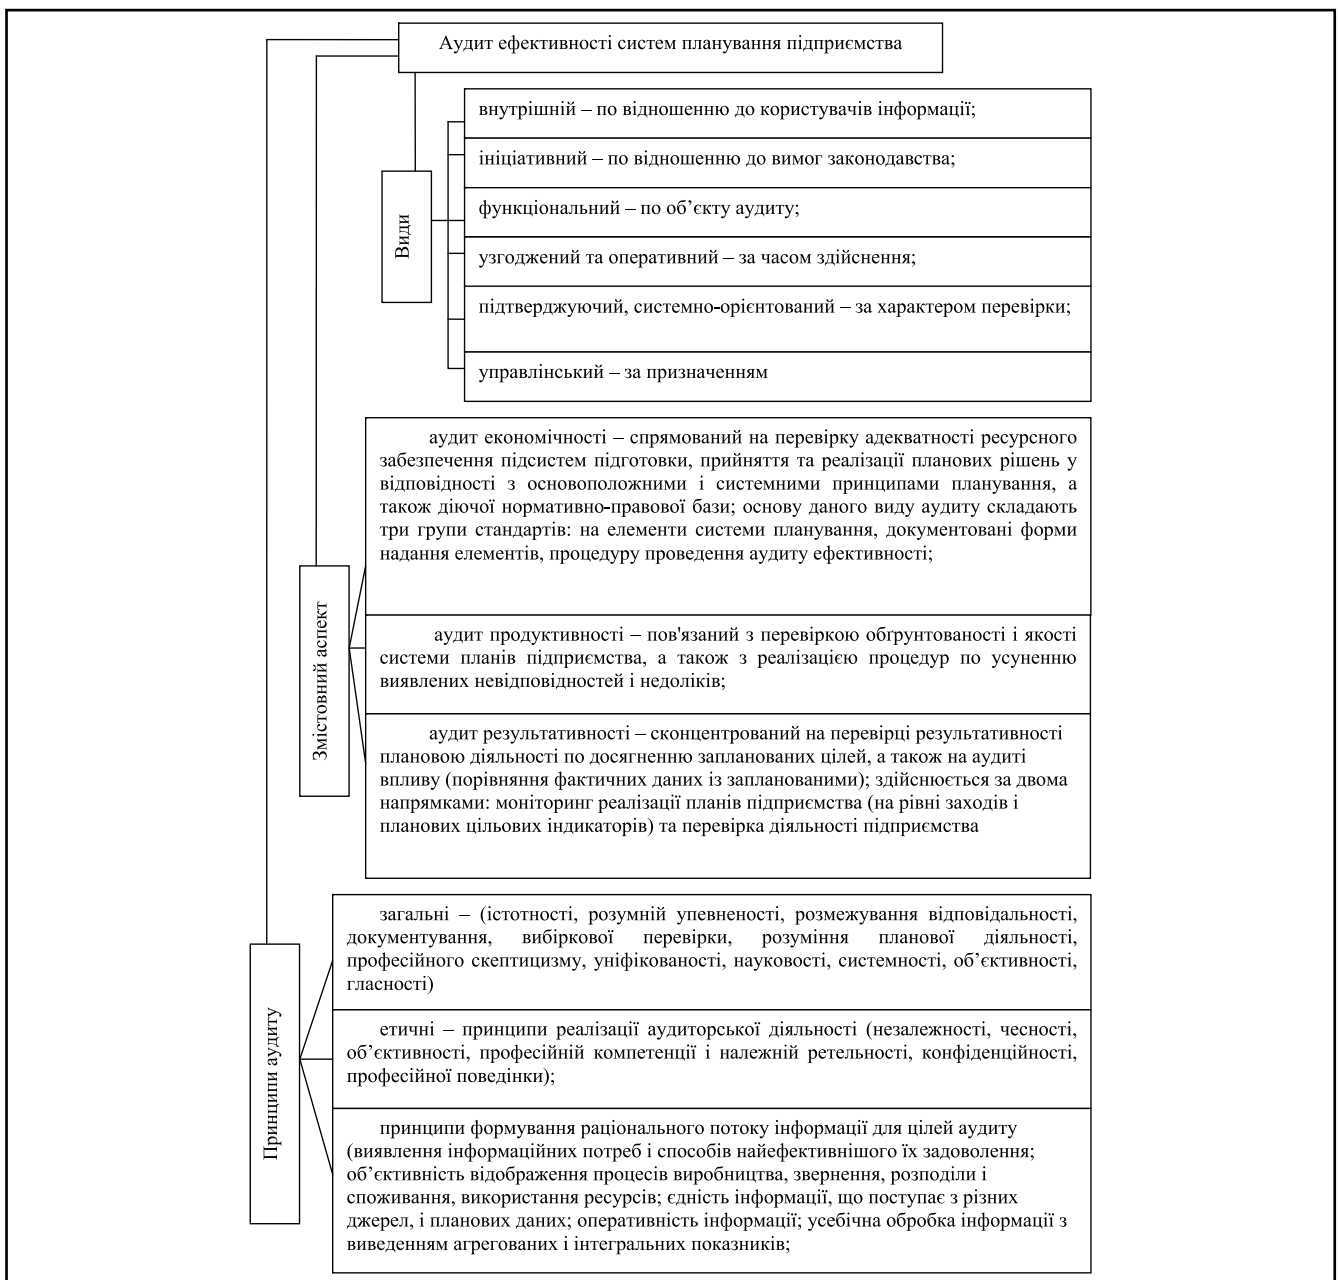 Аудит ефективності систем планування підприємства
Види
внутрішній – по відношенню до користувачів інформації;
ініціативний – по відношенню до вимог законодавства;
функціональний – по об’єкту аудиту;
узгоджений та оперативний – за часом здійснення;
підтверджуючий, системно-орієнтований – за характером перевірки;
управлінський – за призначенням
Змістовний аспект
аудит економічності – спрямований на перевірку адекватності ресурсного
забезпечення підсистем підготовки, прийняття та реалізації планових рішень у
відповідності з основоположними і системними принципами планування, а
також діючої нормативно-правової бази; основу даного виду аудиту складають
три групи стандартів: на елементи системи планування, документовані форми
надання елементів, процедуру проведення аудиту ефективності;
аудит продуктивності – пов'язаний з перевіркою обґрунтованості і якості
системи планів підприємства, а також з реалізацією процедур по усуненню
виявлених невідповідностей і недоліків;
аудит результативності – сконцентрований на перевірці результативності
плановою діяльності по досягненню запланованих цілей, а також на аудиті
впливу (порівняння фактичних даних із запланованими); здійснюється за двома
напрямками: моніторинг реалізації планів підприємства (на рівні заходів і
планових цільових індикаторів) та перевірка діяльності підприємства
Принципи аудиту
загальні – (істотності, розумній упевненості, розмежування відповідальності,
документування, вибіркової перевірки, розуміння планової діяльності,
професійного скептицизму, уніфікованості, науковості, системності, об’єктивності,
гласності)
етичні – принципи реалізації аудиторської діяльності (незалежності, чесності,
об’єктивності, професійній компетенції і належній ретельності, конфіденційності,
професійної поведінки);
принципи формування раціонального потоку інформації для цілей аудиту
(виявлення інформаційних потреб і способів найефективнішого їх задоволення;
об’єктивність відображення процесів виробництва, звернення, розподіли і
споживання, використання ресурсів; єдність інформації, що поступає з різних
джерел, і планових даних; оперативність інформації; усебічна обробка інформації з
виведенням агрегованих і інтегральних показників;